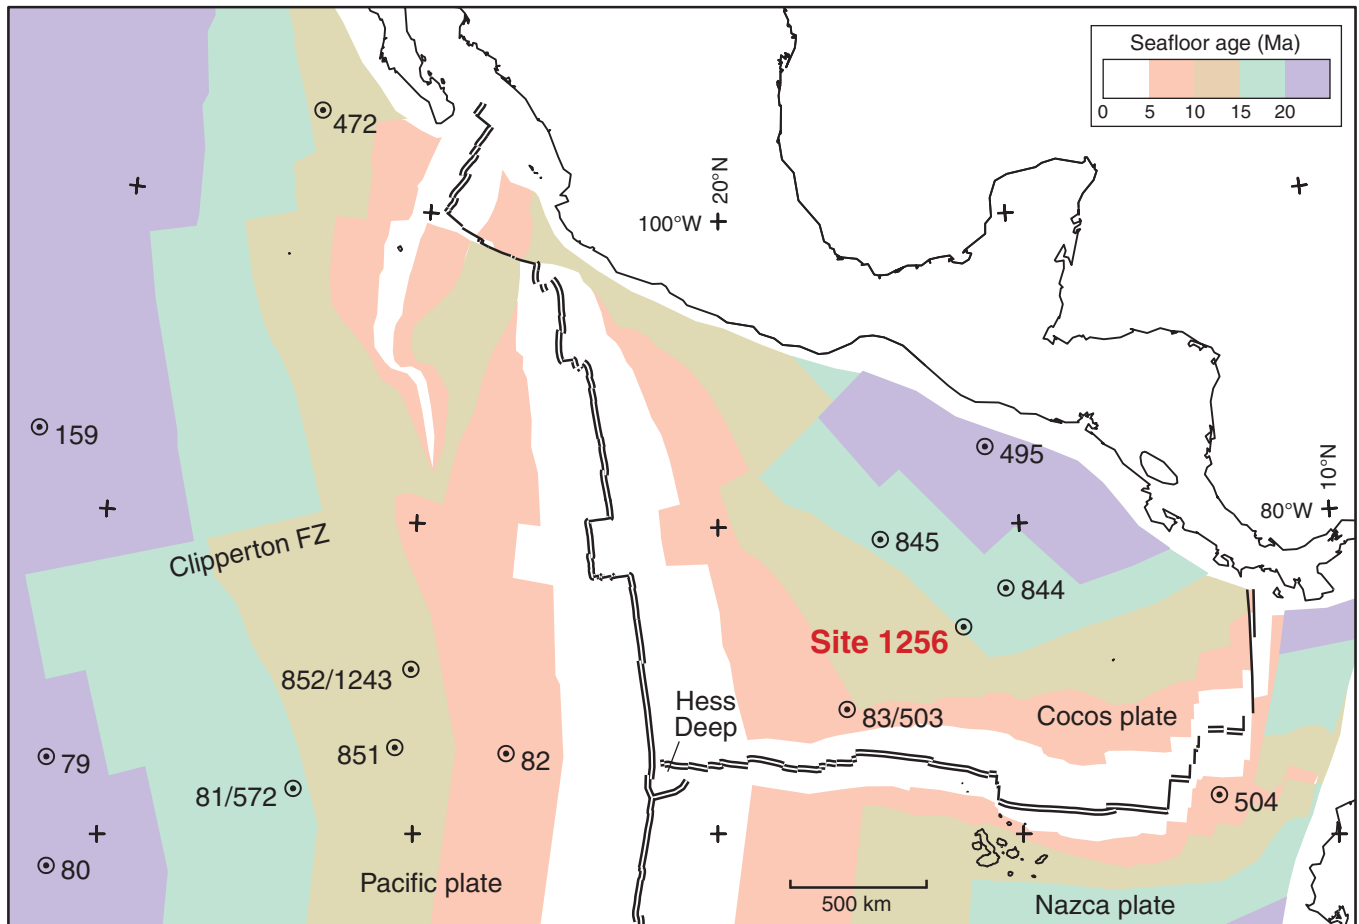 Seafloor age (Ma)
0 5 10 15 20
472
20°N
100°W
159
495
10°N
80°W
Clipperton FZ
845
844
Site 1256
852/1243
Hess
Deep
83/503
Cocos plate
851
82
79
81/572
504
80
Pacific plate
500 km
Nazca plate